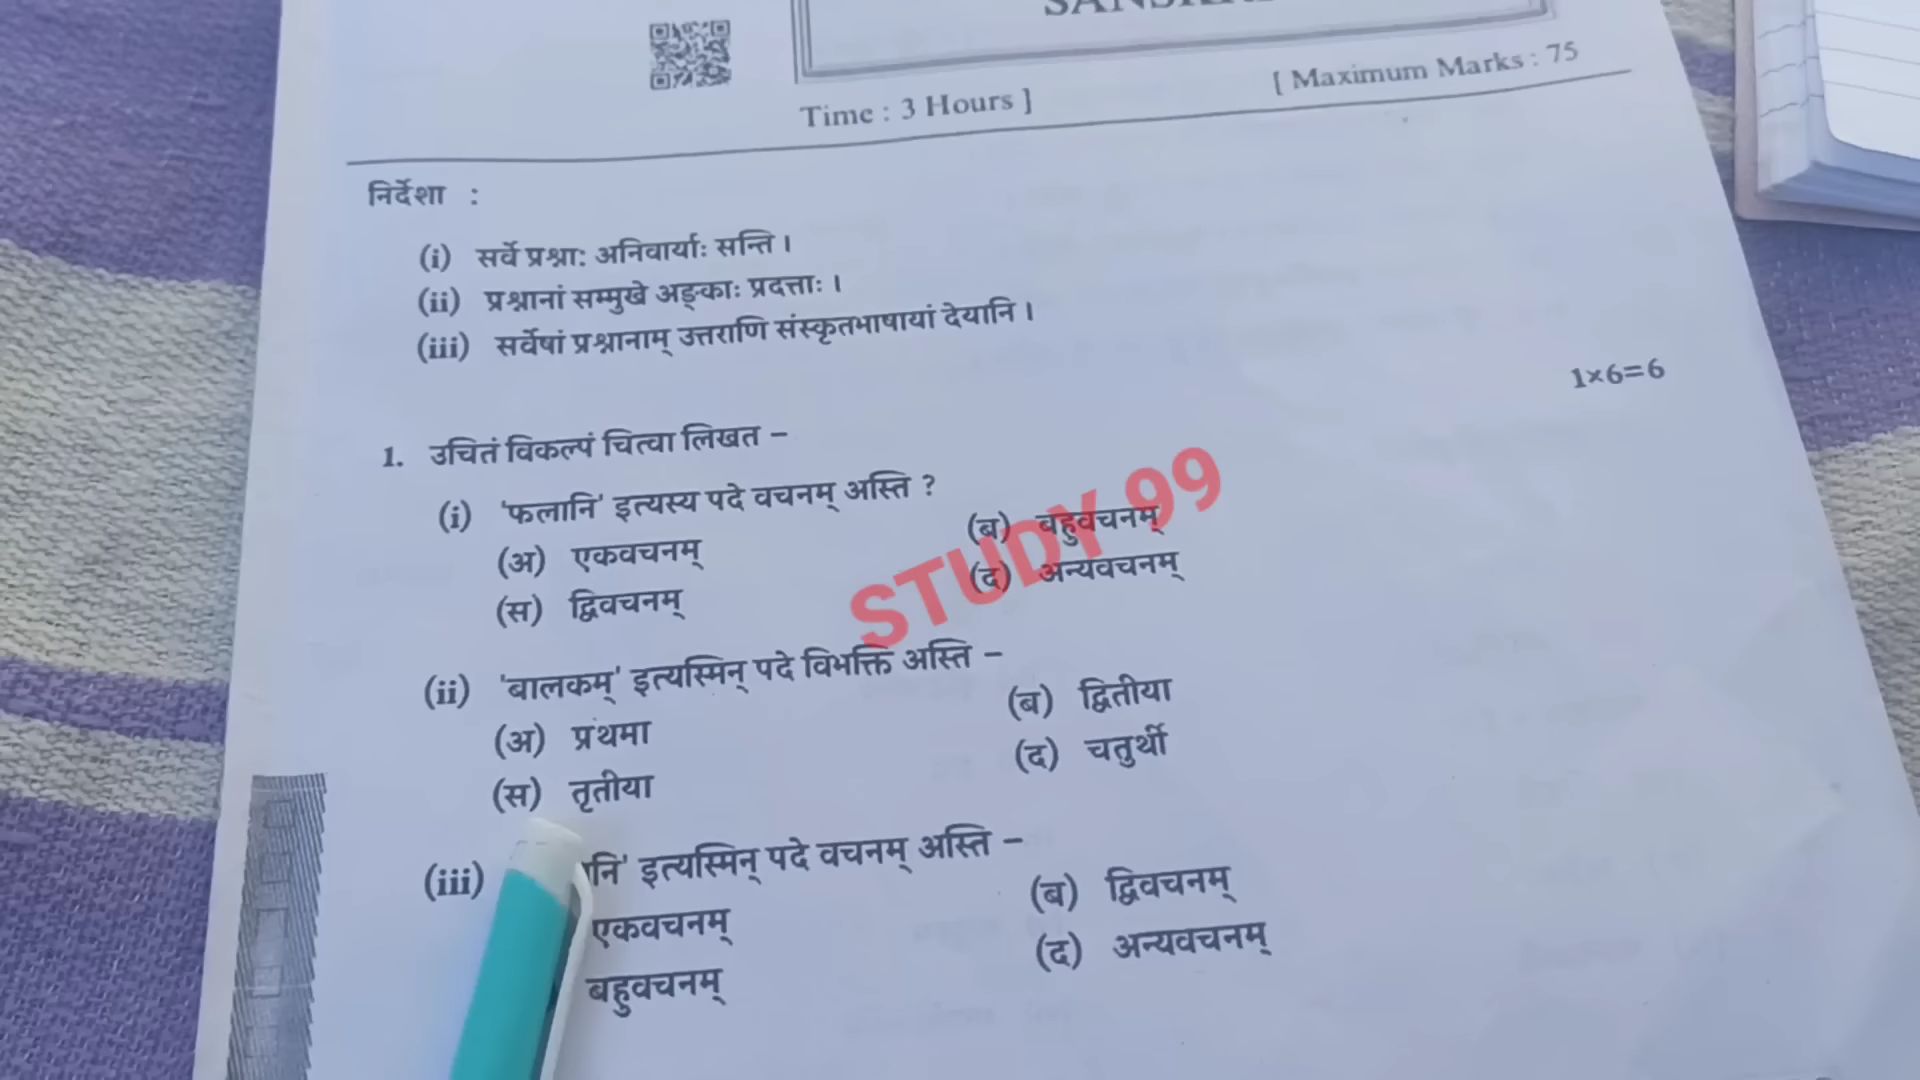 Time : 3 Hours ]
[ Maximum Marks : 75
निर्देशा :
(i) सर्वे प्रश्ना: अनिवार्याः सन्ति ।
(ii) प्रश्नानां सम्मुखे अङ्काः प्रदत्ताः ।
(iii) सर्वेषां प्रश्नानाम् उत्तराणि संस्कृतभाषायां देयानि ।
1×6=6
1. उचितं विकल्पं चित्वा लिखत –
(i) 'फलानि' इत्यस्य पदे वचनम् अस्ति ?
(अ) एकवचनम् (ब) बहुवचनम्
(स) द्विवचनम् (द) अन्यवचनम्
STUDY 99
(ii) 'बालकम्' इत्यस्मिन् पदे विभक्ति अस्ति –
(अ) प्रथमा (ब) द्वितीया
(स) तृतीया (द) चतुर्थी
(iii) नि' इत्यस्मिन् पदे वचनम् अस्ति –
एकवचनम् (ब) द्विवचनम्
बहुवचनम् (द) अन्यवचनम्